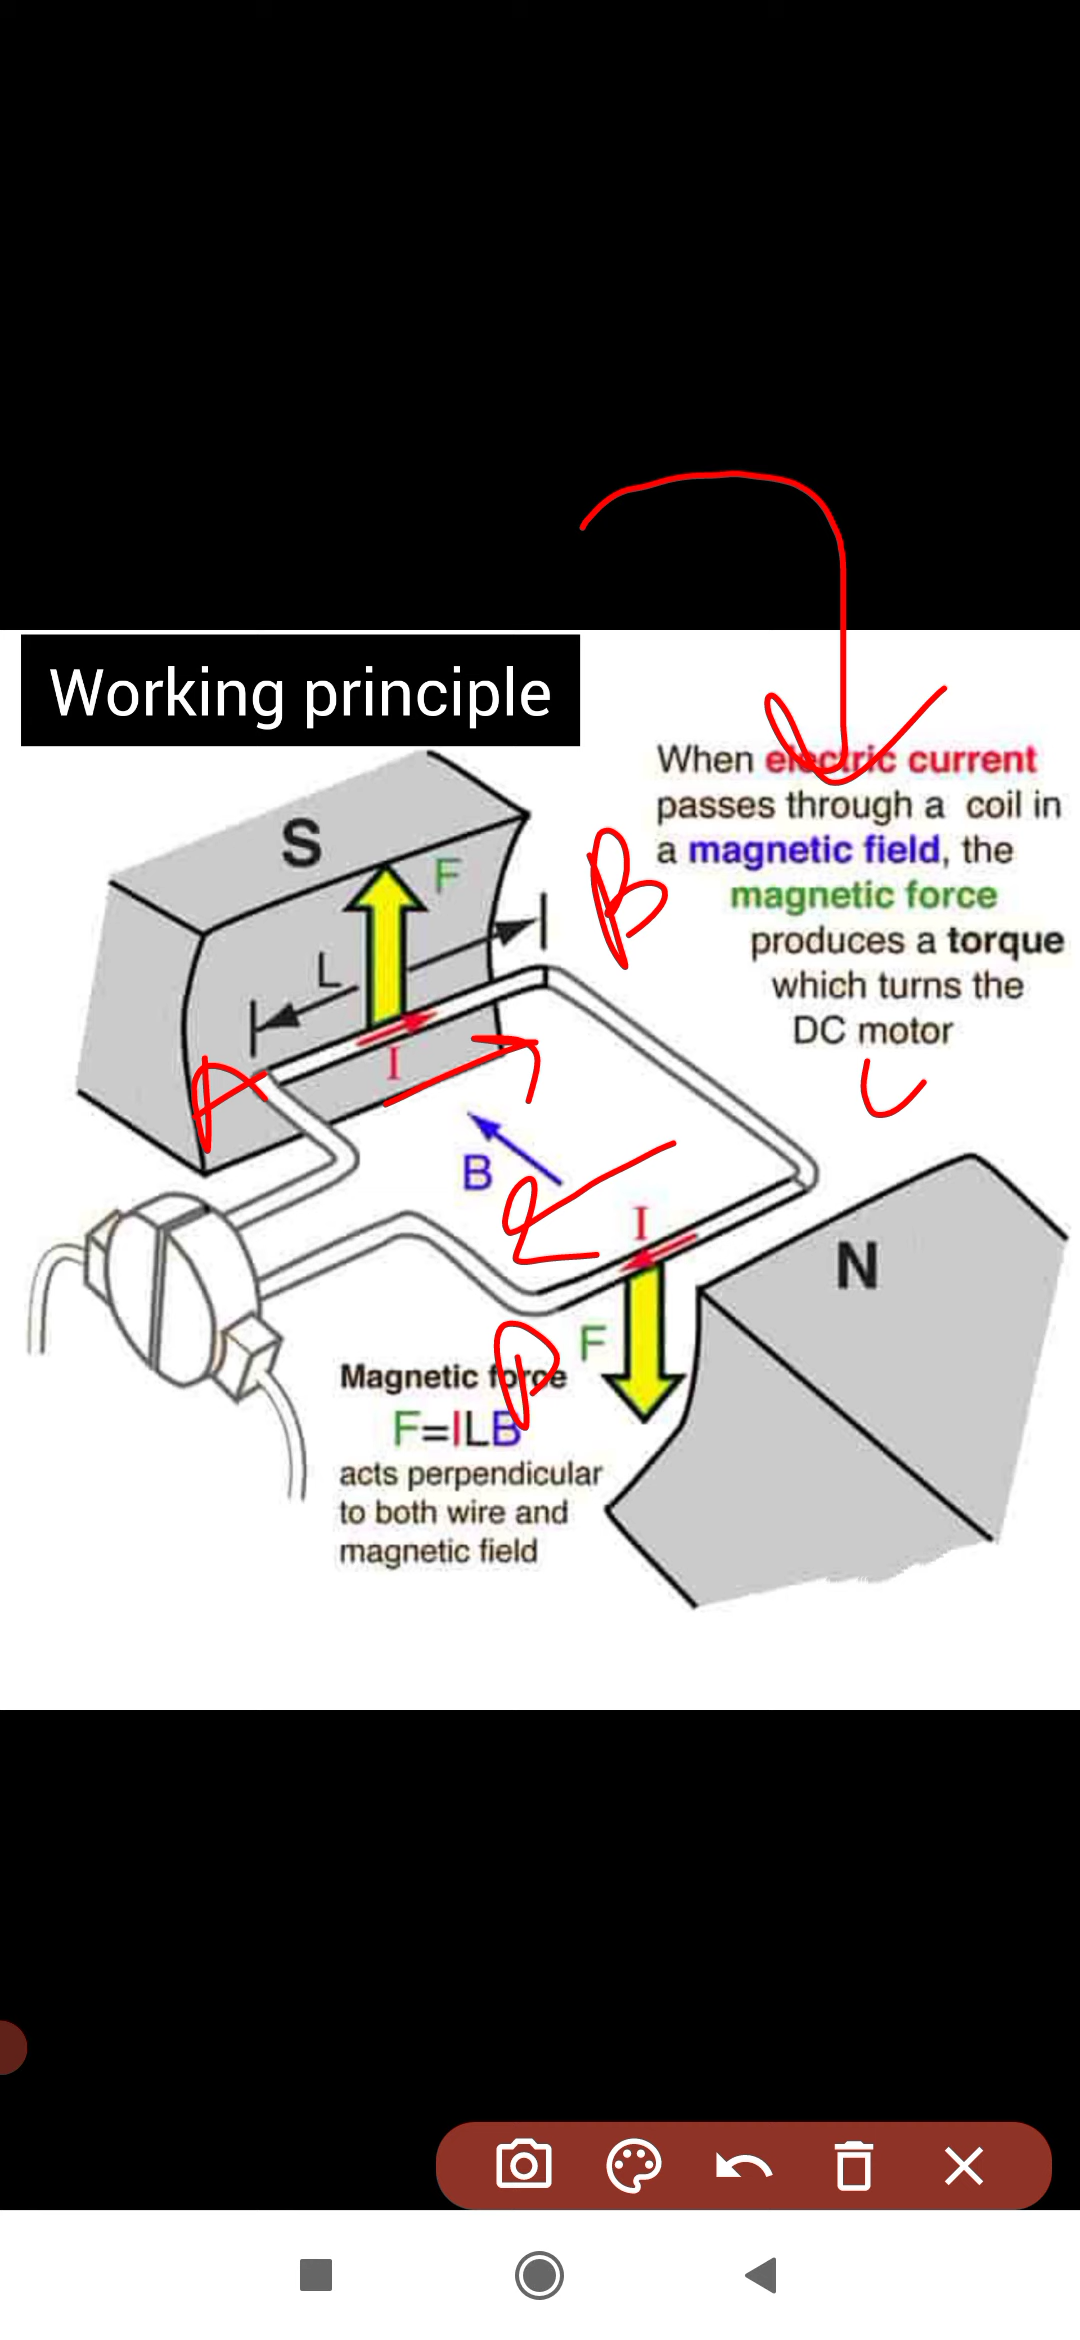 Working principle
When electric current
passes through a coil in
a magnetic field, the
magnetic force
produces a torque
which turns the
DC motor
S
F
B
L
I
A
C
B
I
N
F
D
Magnetic force
F=ILB
acts perpendicular
to both wire and
magnetic field